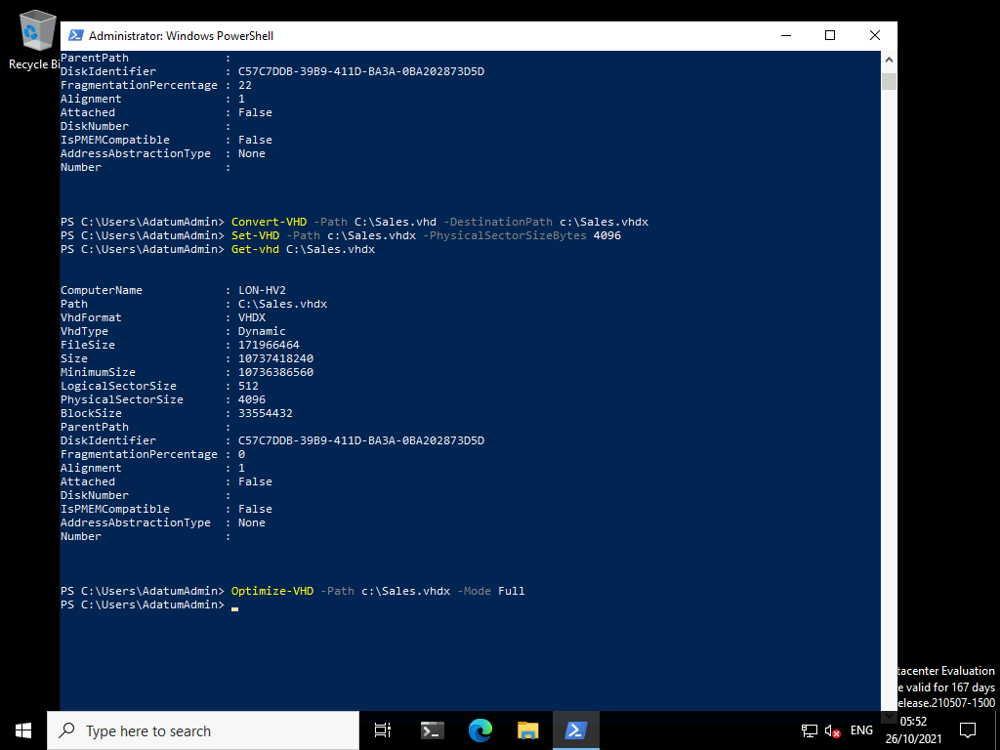 Recycle Bi
Administrator: Windows PowerShell
ParentPath :
DiskIdentifier : C57C7DDB-39B9-411D-BA3A-0BA202873D5D
FragmentationPercentage : 22
Alignment : 1
Attached : False
DiskNumber :
IsPMEMCompatible : False
AddressAbstractionType : None
Number :
PS C:\Users\AdatumAdmin> Convert-VHD -Path C:\Sales.vhd -DestinationPath c:\Sales.vhdx
PS C:\Users\AdatumAdmin> Set-VHD -Path c:\Sales.vhdx -PhysicalSectorSizeBytes 4096
PS C:\Users\AdatumAdmin> Get-vhd C:\Sales.vhdx
ComputerName : LON-HV2
Path : C:\Sales.vhdx
VhdFormat : VHDX
VhdType : Dynamic
FileSize : 171966464
Size : 10737418240
MinimumSize : 10736386560
LogicalSectorSize : 512
PhysicalSectorSize : 4096
BlockSize : 33554432
ParentPath :
DiskIdentifier : C57C7DDB-39B9-411D-BA3A-0BA202873D5D
FragmentationPercentage : 0
Alignment : 1
Attached : False
DiskNumber :
IsPMEMCompatible : False
AddressAbstractionType : None
Number :
PS C:\Users\AdatumAdmin> Optimize-VHD -Path c:\Sales.vhdx -Mode Full
PS C:\Users\AdatumAdmin>
tacenter Evaluation
e valid for 167 days
elease.210507-1500
Type here to search
ENG
05:52
26/10/2021